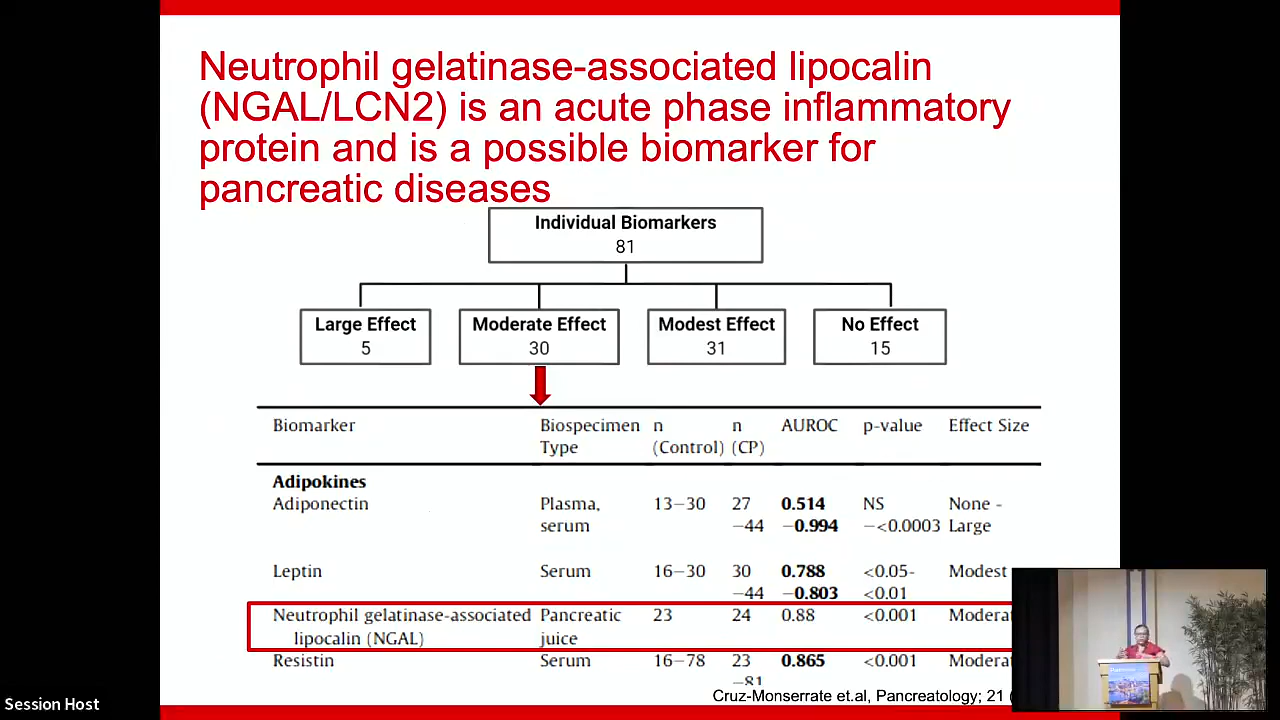 Neutrophil gelatinase-associated lipocalin
(NGAL/LCN2) is an acute phase inflammatory
protein and is a possible biomarker for
pancreatic diseases
Individual Biomarkers
81
Large Effect Moderate Effect Modest Effect No Effect
5 30 31 15
Biomarker Biospecimen n n AUROC p-value Effect Size
Type (Control) (CP)
Adipokines
Adiponectin Plasma, 13–30 27 0.514 NS None -
serum –44 –0.994 –<0.0003 Large
Leptin Serum 16–30 30 0.788 <0.05- Modest
–44 –0.803 <0.01
Neutrophil gelatinase-associated Pancreatic 23 24 0.88 <0.001
lipocalin (NGAL) juice
Resistin Serum 16–78 23 0.865 <0.001
–81
Cruz-Monserrate et.al, Pancreatology; 21 (
Session Host